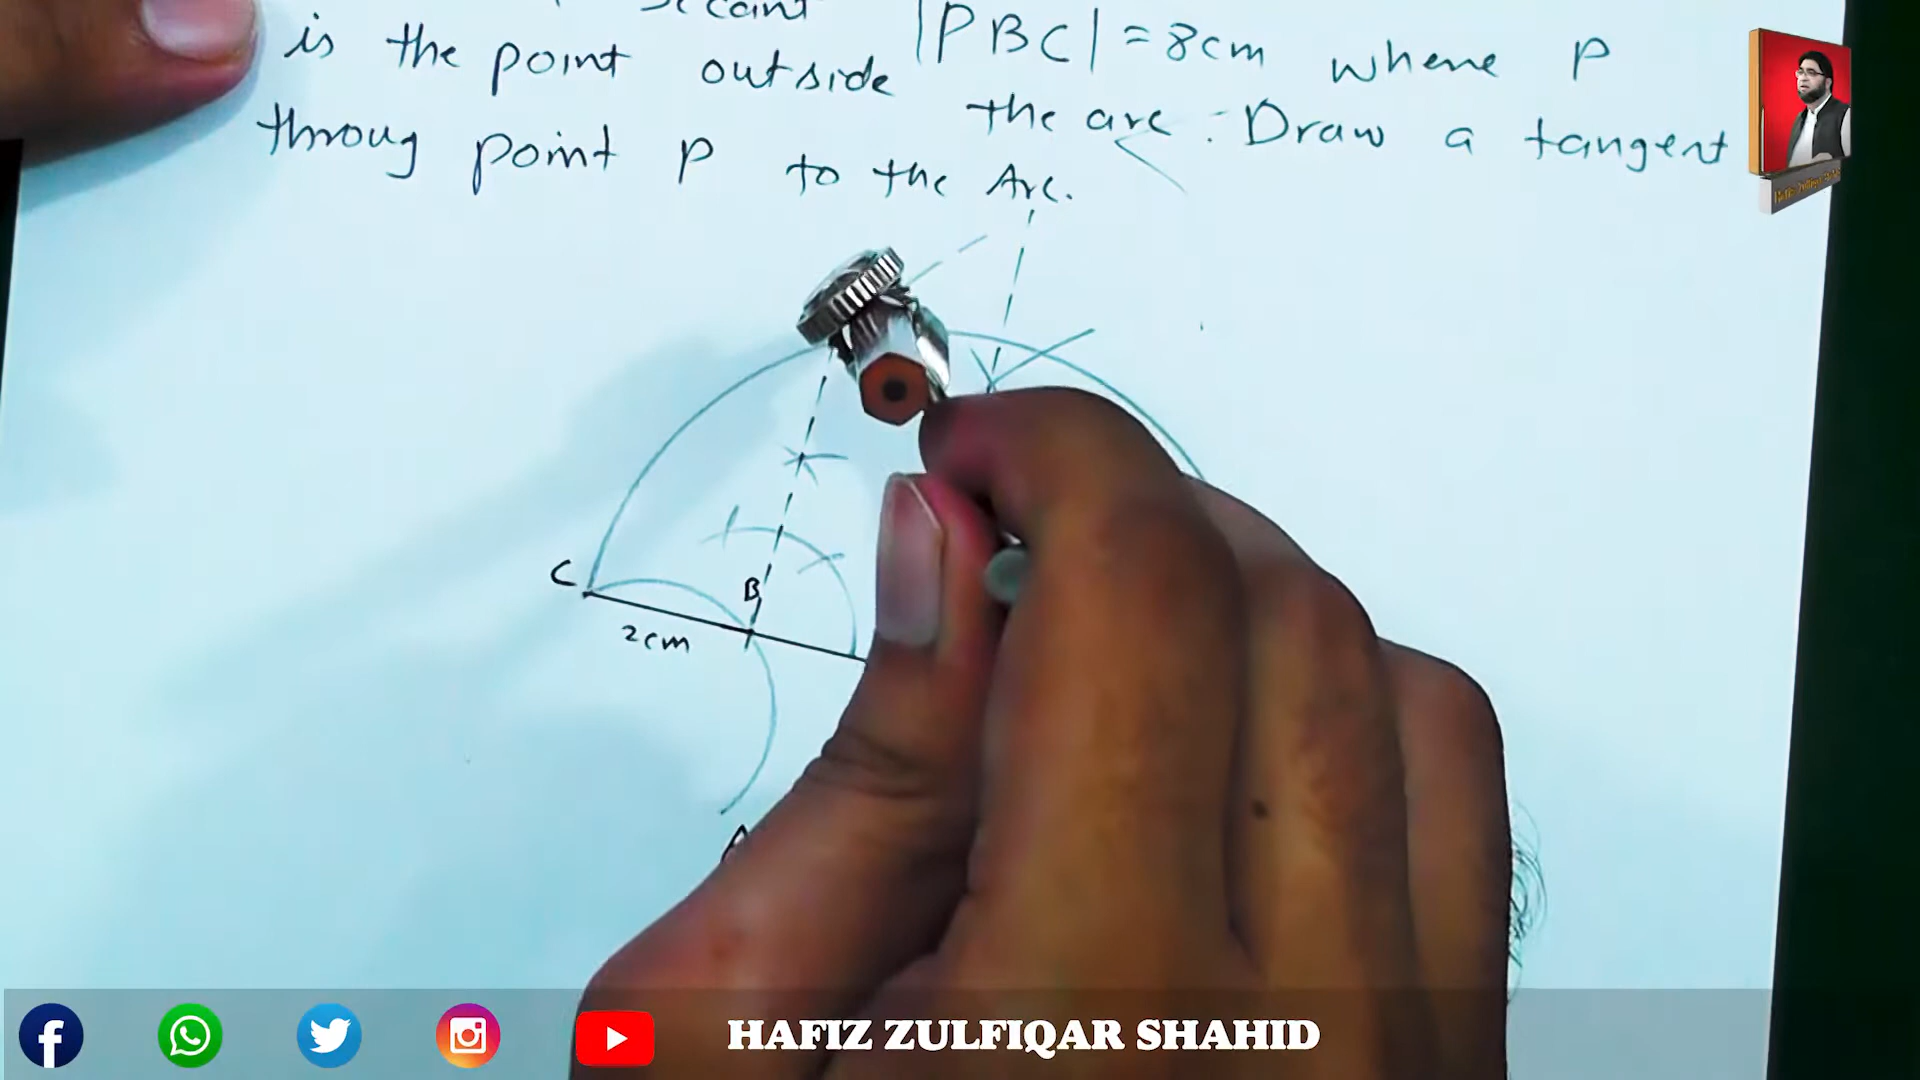 is the point outside the arc. Draw a tangent
|PBC| = 8cm where P
throug point P to the Arc.
C
B
2cm
A
HAFIZ ZULFIQAR SHAHID